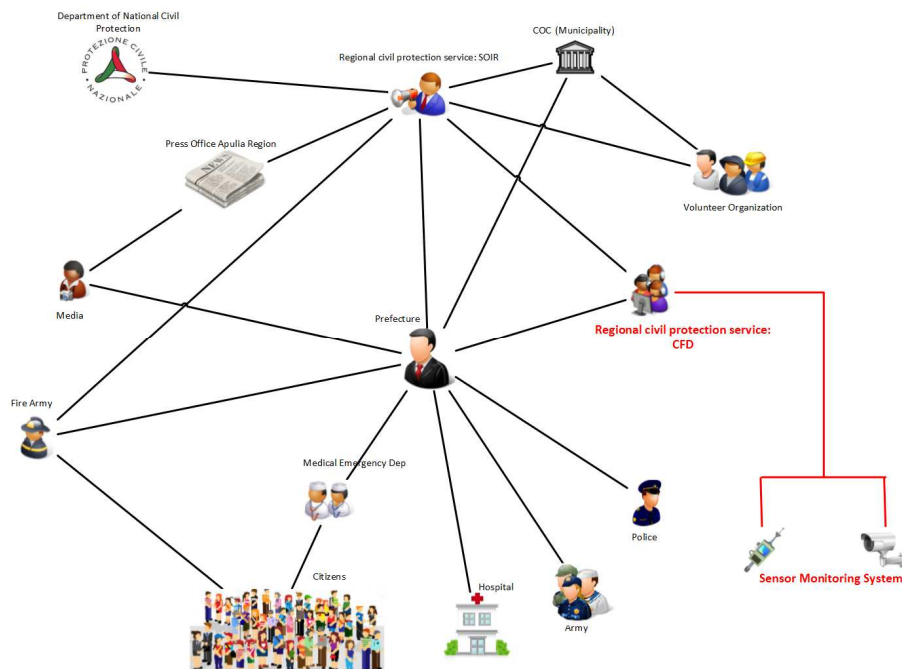 Department of National Civil
Protection
PROTEZIONE CIVILE
NAZIONALE
Regional civil protection service: SOIR
COC (Municipality)
Press Office Apulia Region
NEWS
Volunteer Organization
Media
Prefecture
Regional civil protection service:
CFD
Fire Army
Medical Emergency Dep
Police
Sensor Monitoring System
Citizens
Hospital
Army